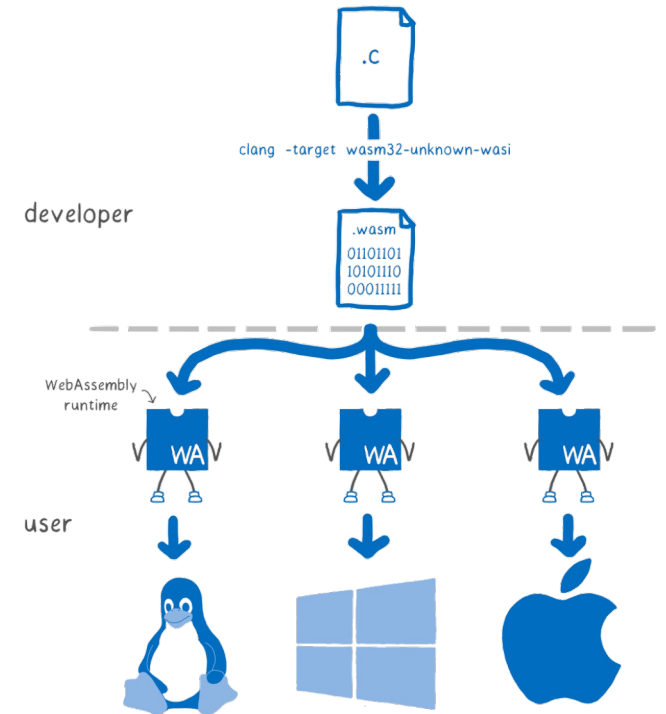 .c
clang -target wasm32-unknown-wasi
developer
.wasm
01101101
10101110
00011111
WebAssembly
runtime
WA
WA
WA
user